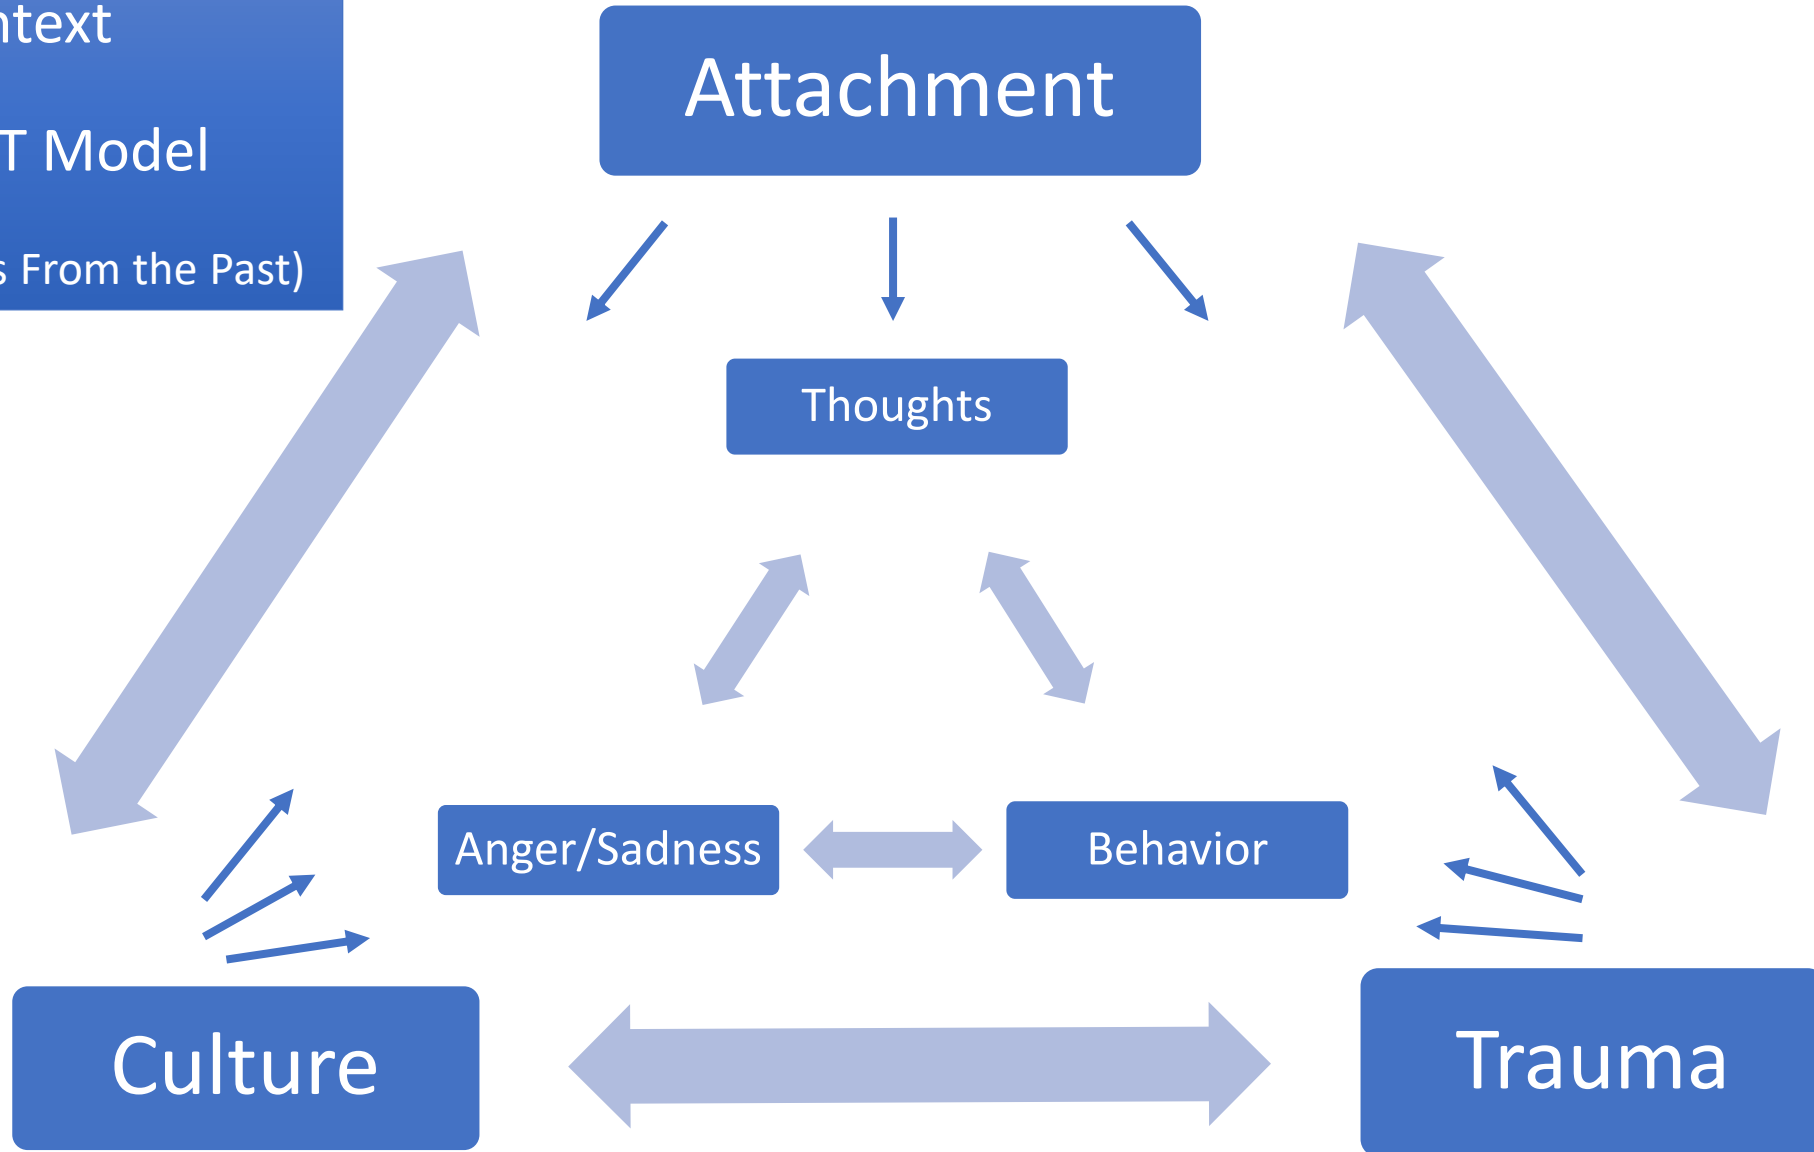 ntext
T Model
s From the Past)
Attachment
Thoughts
Anger/Sadness
Behavior
Culture
Trauma